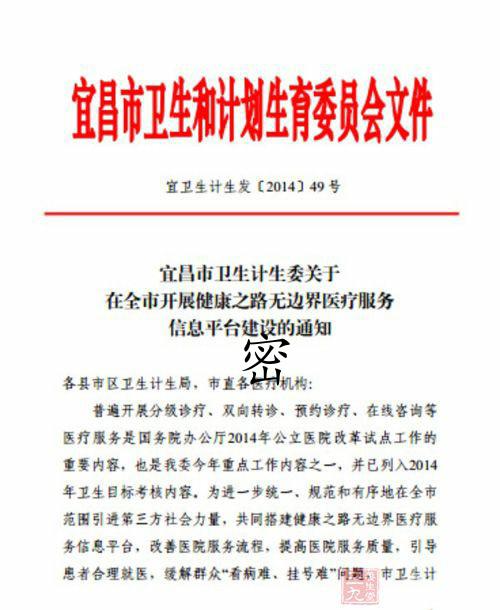 宜昌市卫生和计划生育委员会文件
宜卫生计生发〔2014〕49号
宜昌市卫生计生委关于
在全市开展健康之路无边界医疗服务
信息平台建设的通知
密
各县市区卫生计生局，市直各医疗机构：
普遍开展分级诊疗、双向转诊、预约诊疗、在线咨询等
医疗服务是国务院办公厅2014年公立医院改革试点工作的
重要内容，也是我委今年重点工作内容之一，并已列入2014
年卫生目标考核内容。为进一步统一、规范和有序地在全市
范围引进第三方社会力量，共同搭建健康之路无边界医疗服
务信息平台，改善医院服务流程，提高医院服务质量，引导
患者合理就医，缓解群众“看病难、挂号难”问题，市卫生计